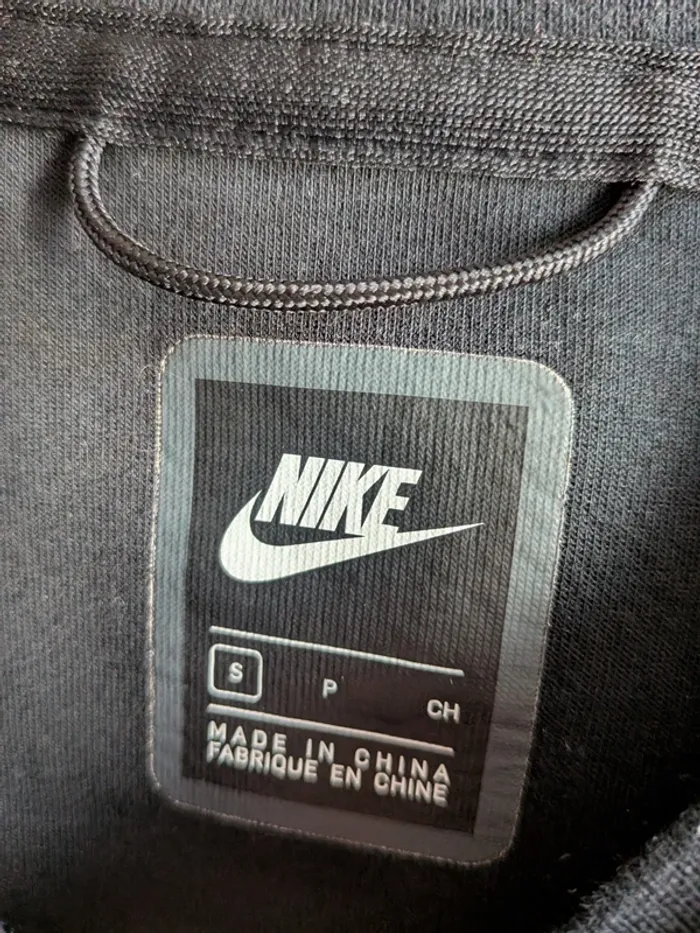 NIKE
S P CH
MADE IN CHINA
FABRIQUE EN CHINE